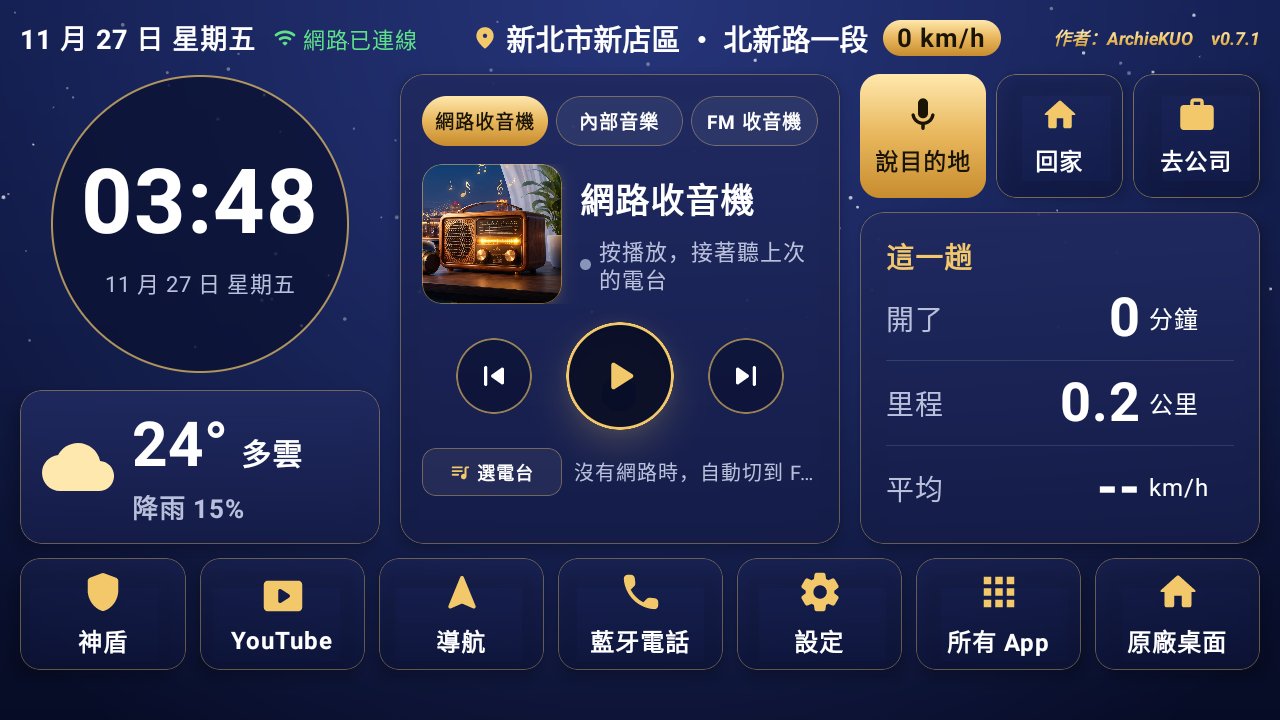 11 月 27 日 星期五
網路已連線
新北市新店區 • 北新路一段
0 km/h
作者：ArchieKUO v0.7.1
03:48
11 月 27 日 星期五
24° 多雲
降雨 15%
網路收音機
內部音樂
FM 收音機
網路收音機
按播放，接著聽上次
的電台
選電台
沒有網路時，自動切到 F…
說目的地
回家
去公司
這一趟
開了 0 分鐘
里程 0.2 公里
平均 -- km/h
神盾
YouTube
導航
藍牙電話
設定
所有 App
原廠桌面